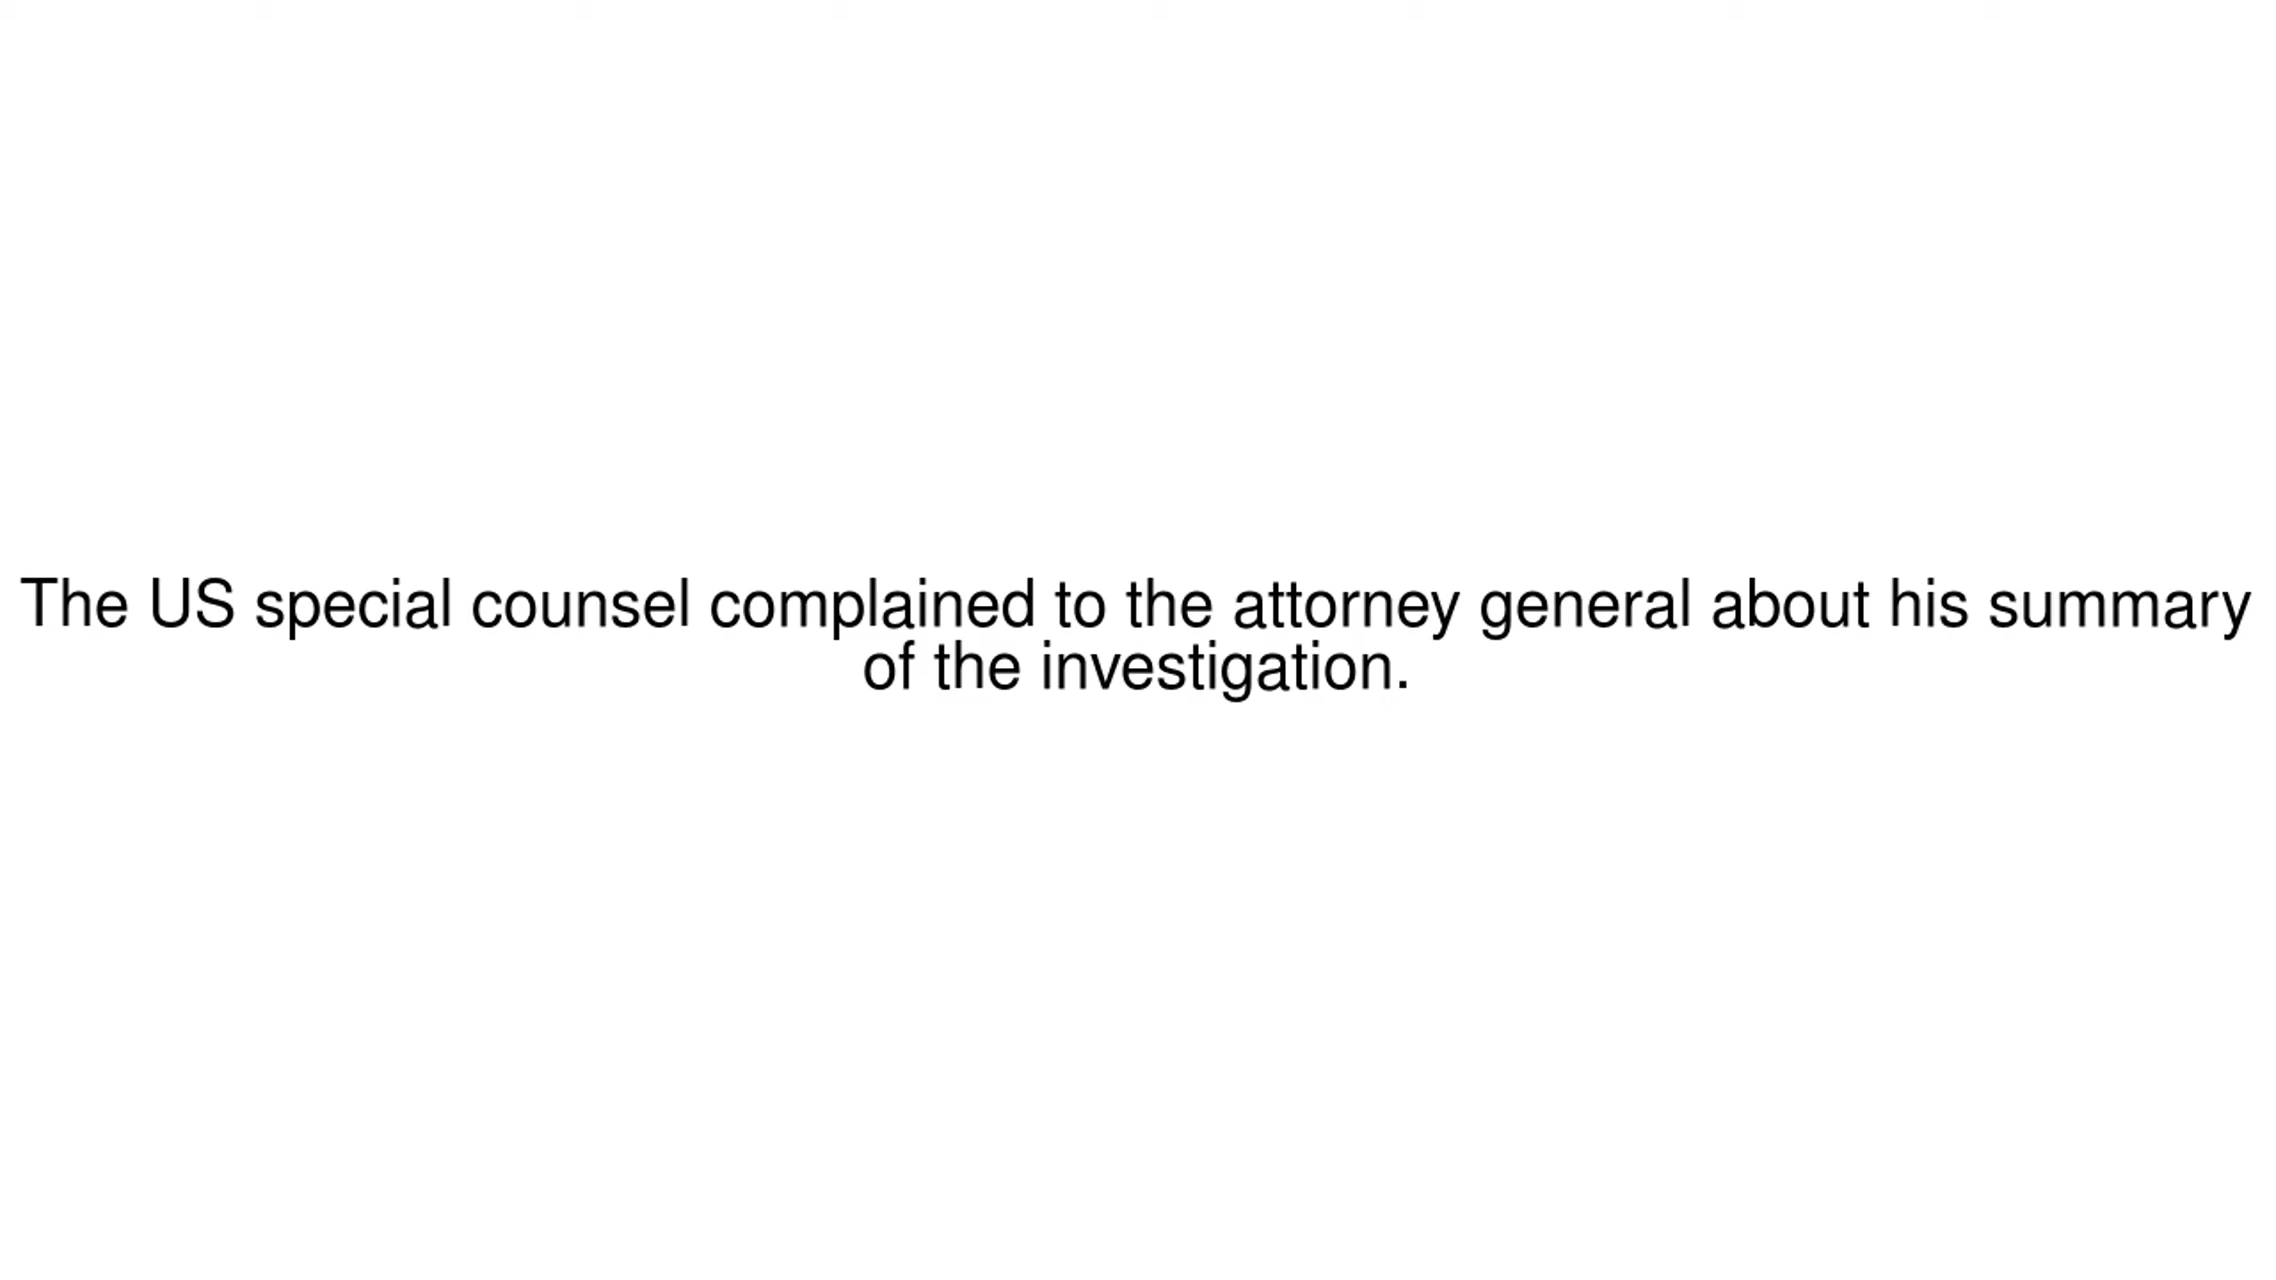 The US special counsel complained to the attorney general about his summary
of the investigation.